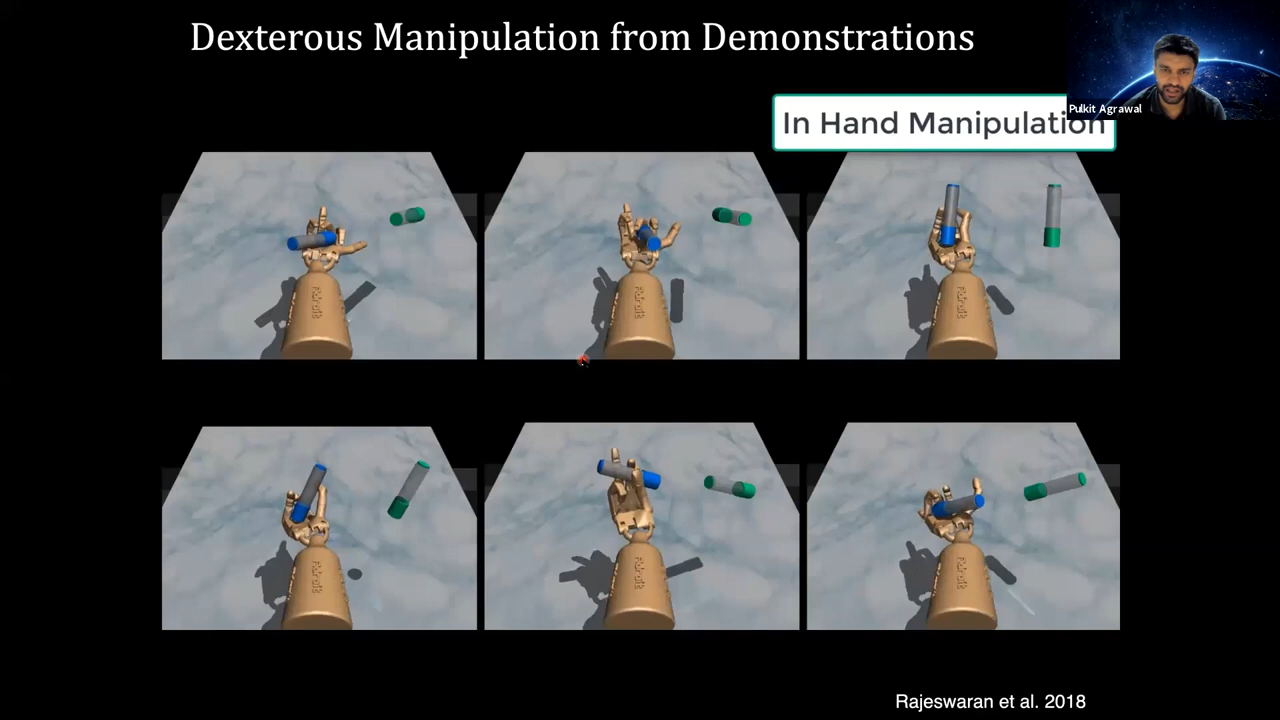 Dexterous Manipulation from Demonstrations
Pulkit Agrawal
In Hand Manipulation
Rajeswaran et al. 2018